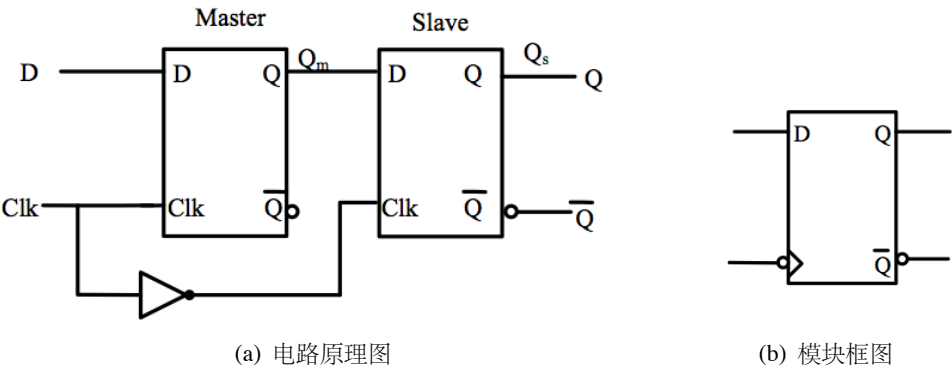 Master
Slave
D
D
Q
Qm
D
Q
Qs
Q
Clk
Clk
Q̅
Clk
Q̅
Q̅
D
Q
Q̅
(a) 电路原理图
(b) 模块框图